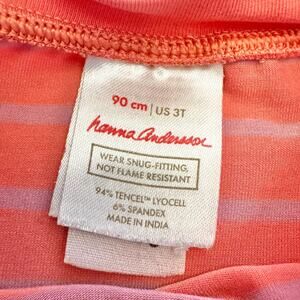 90 cm | US 3T
hanna andersson
WEAR SNUG-FITTING,
NOT FLAME RESISTANT
94% TENCEL™ LYOCELL
6% SPANDEX
MADE IN INDIA